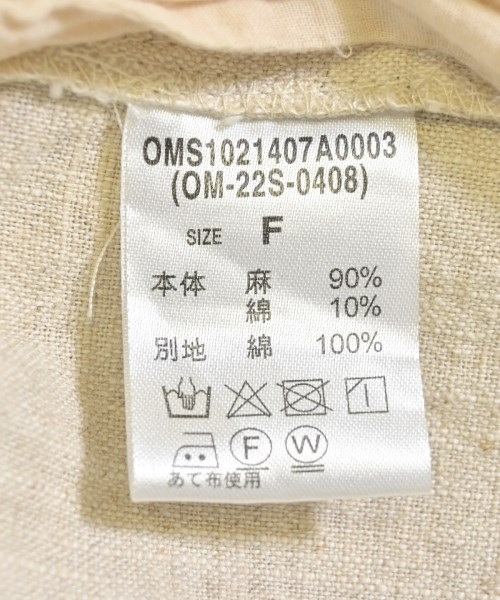 OMS1021407A0003
(OM-22S-0408)
SIZE F
本体 麻 90%
綿 10%
別地 綿 100%
F W
あて布使用